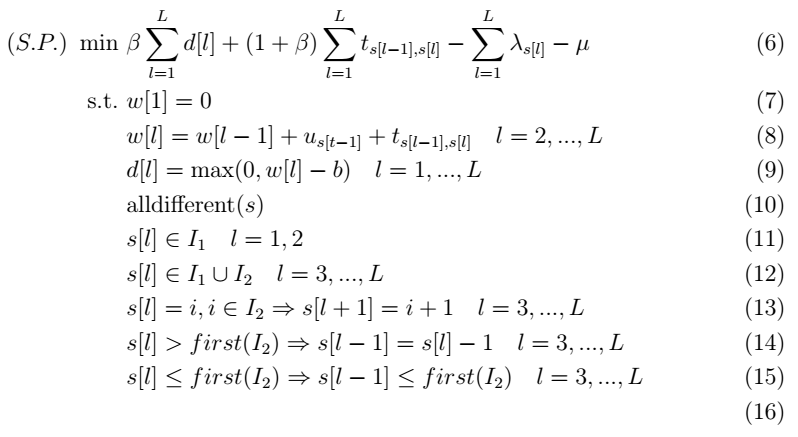 (S.P.) min β ∑_{l=1}^{L} d[l] + (1 + β) ∑_{l=1}^{L} t_{s[l−1],s[l]} − ∑_{l=1}^{L} λ_{s[l]} − μ (6)
s.t. w[1] = 0 (7)
w[l] = w[l − 1] + u_{s[t−1]} + t_{s[l−1],s[l]} l = 2, ..., L (8)
d[l] = max(0, w[l] − b) l = 1, ..., L (9)
alldifferent(s) (10)
s[l] ∈ I_1 l = 1, 2 (11)
s[l] ∈ I_1 ∪ I_2 l = 3, ..., L (12)
s[l] = i, i ∈ I_2 ⇒ s[l + 1] = i + 1 l = 3, ..., L (13)
s[l] > first(I_2) ⇒ s[l − 1] = s[l] − 1 l = 3, ..., L (14)
s[l] ≤ first(I_2) ⇒ s[l − 1] ≤ first(I_2) l = 3, ..., L (15)
(16)